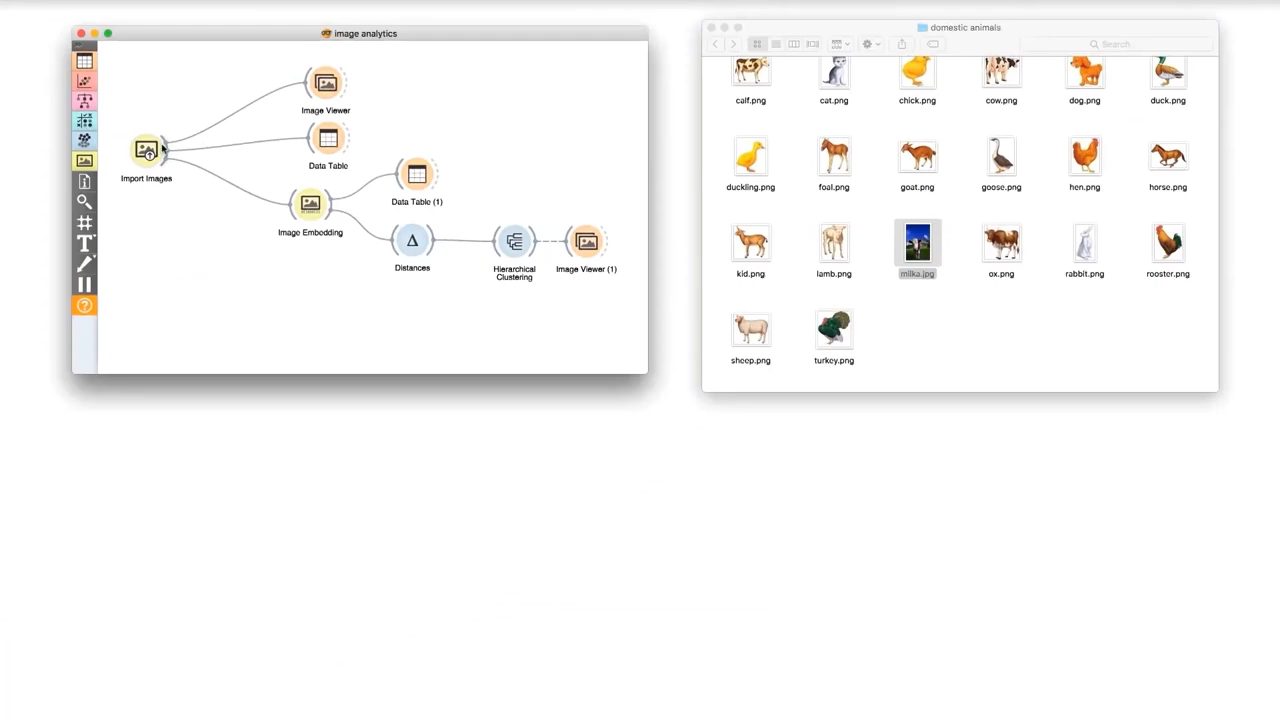 image analytics
Image Viewer
Data Table
Import Images
Data Table (1)
Image Embedding
Distances
Hierarchical
Clustering
Image Viewer (1)
domestic animals
Search
calf.png
cat.png
chick.png
cow.png
dog.png
duck.png
duckling.png
foal.png
goat.png
goose.png
hen.png
horse.png
kid.png
lamb.png
milka.jpg
ox.png
rabbit.png
rooster.png
sheep.png
turkey.png